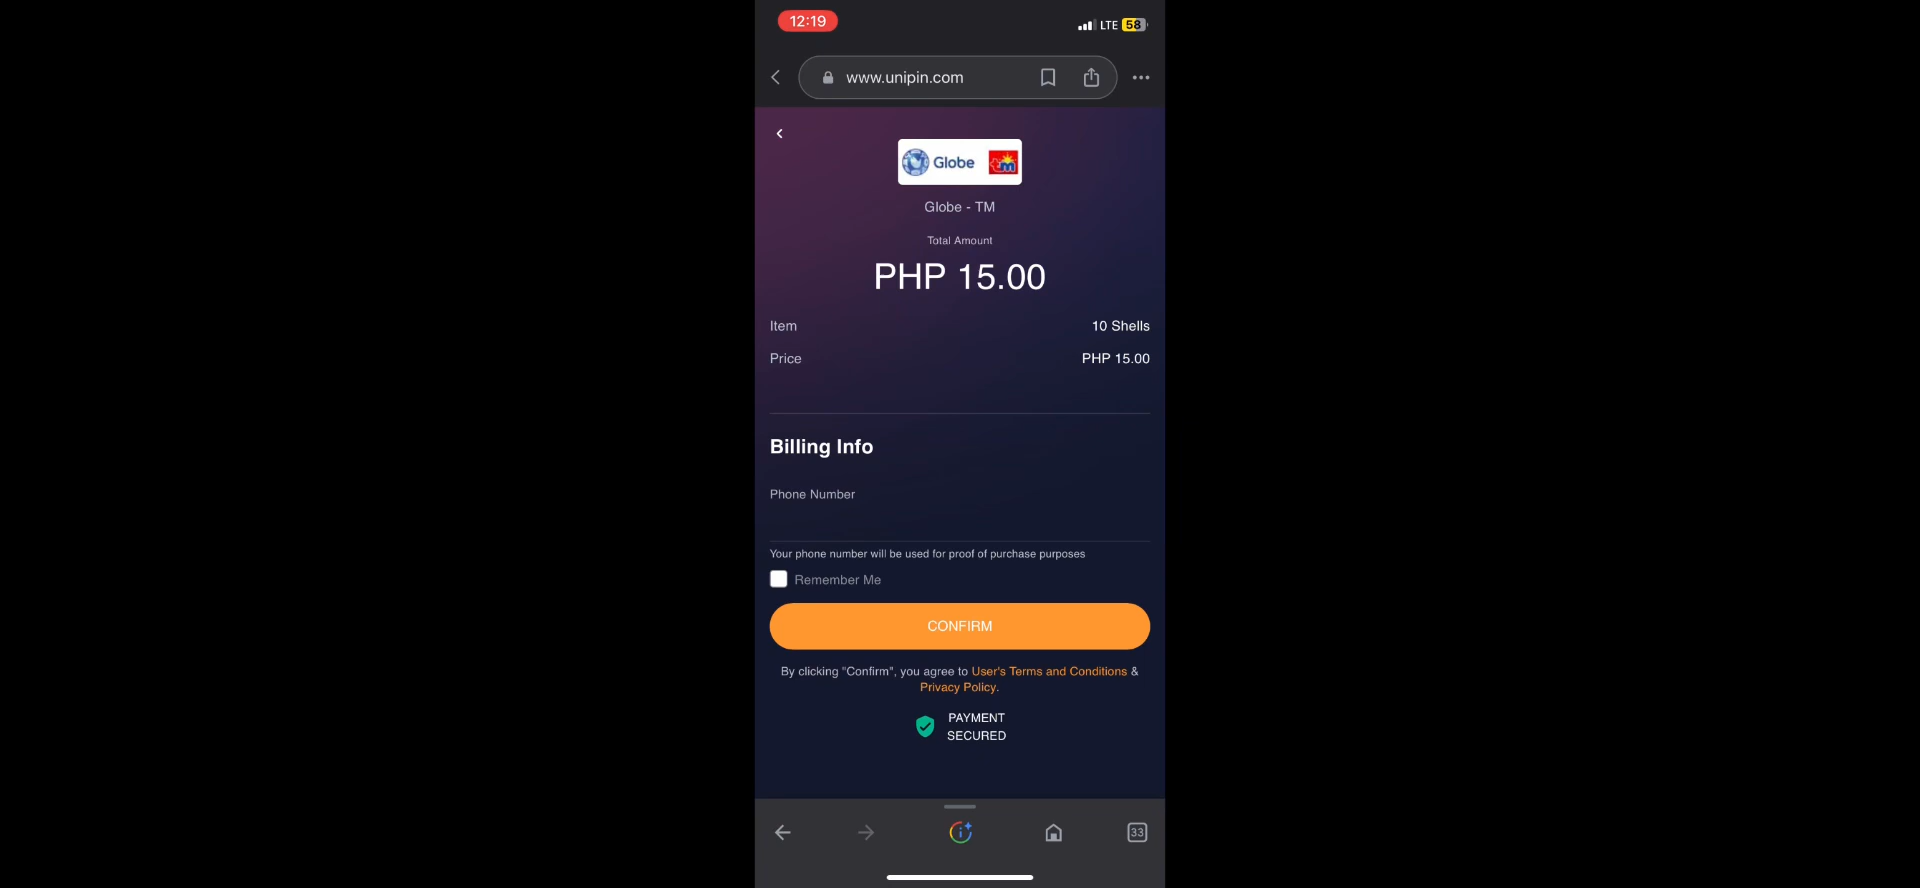 12:19
LTE 58
www.unipin.com
Globe tm
Globe - TM
Total Amount
PHP 15.00
Item 10 Shells
Price PHP 15.00
Billing Info
Phone Number
Your phone number will be used for proof of purchase purposes
Remember Me
CONFIRM
By clicking "Confirm", you agree to User's Terms and Conditions &
Privacy Policy.
PAYMENT
SECURED
33